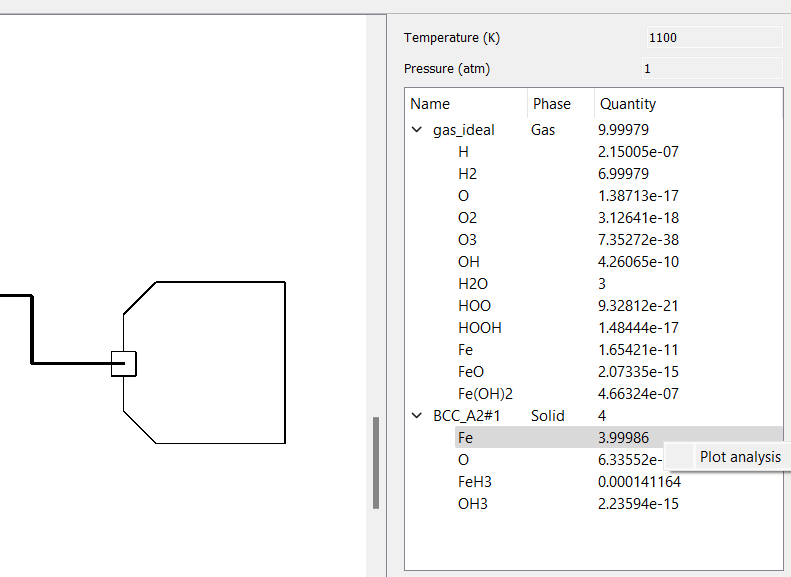 Temperature (K) 1100
Pressure (atm) 1
Name Phase Quantity
gas_ideal Gas 9.99979
H 2.15005e-07
H2 6.99979
O 1.38713e-17
O2 3.12641e-18
O3 7.35272e-38
OH 4.26065e-10
H2O 3
HOO 9.32812e-21
HOOH 1.48444e-17
Fe 1.65421e-11
FeO 2.07335e-15
Fe(OH)2 4.66324e-07
BCC_A2#1 Solid 4
Fe 3.99986
Plot analysis
O 6.33552e-
FeH3 0.000141164
OH3 2.23594e-15